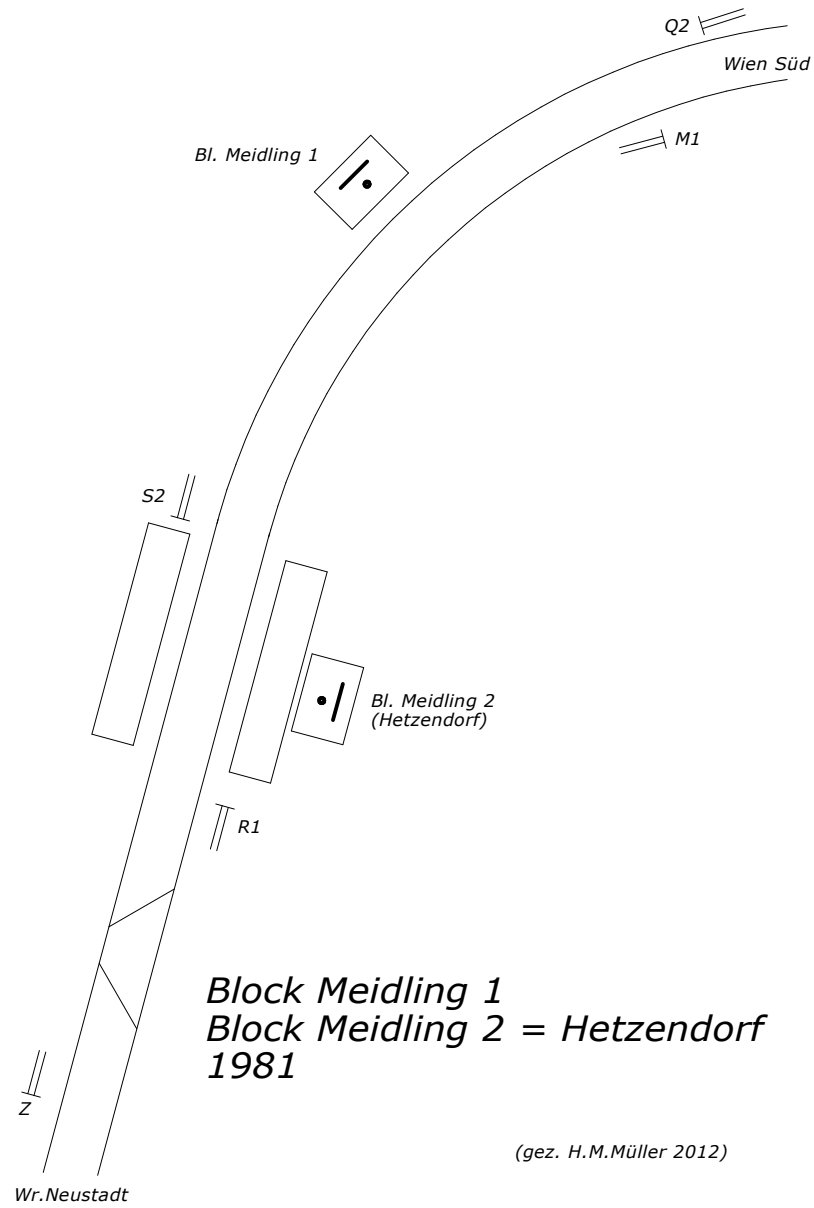 Q2
Wien Süd
M1
Bl. Meidling 1
S2
Bl. Meidling 2
(Hetzendorf)
R1
Block Meidling 1
Block Meidling 2 = Hetzendorf
1981
Z
(gez. H.M.Müller 2012)
Wr.Neustadt